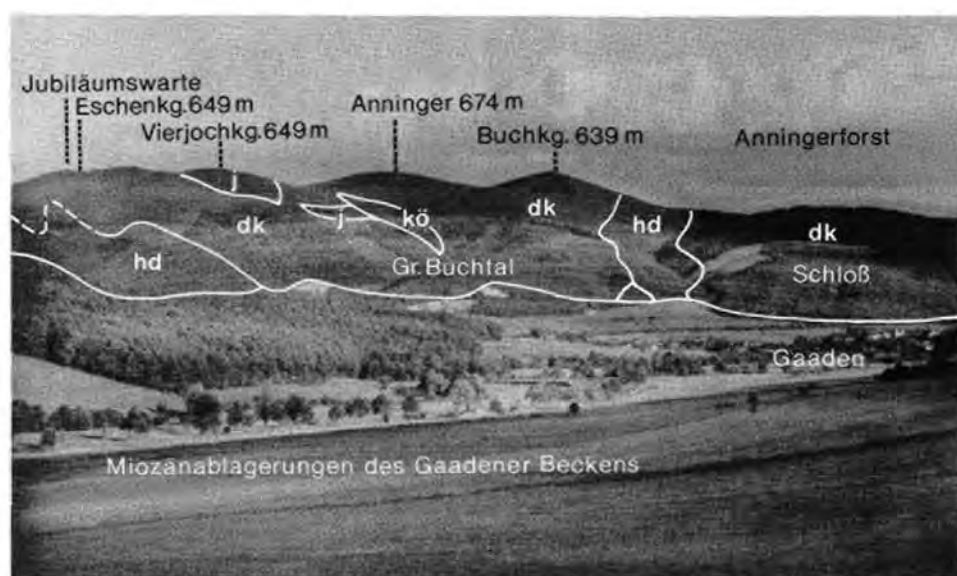 Jubiläumswarte
Eschenkg. 649 m
Vierjochkg. 649 m
Anninger 674 m
Buchkg. 639 m
Anningerforst
j
j
kö
dk
dk
hd
dk
hd
Gr. Buchtal
Schloß
Gaaden
Miozänablagerungen des Gaadener Beckens